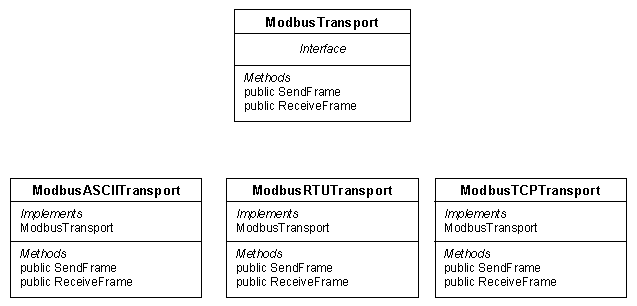 ModbusTransport
Interface
Methods
public SendFrame
public ReceiveFrame
ModbusASCIITransport
Implements
ModbusTransport
Methods
public SendFrame
public ReceiveFrame
ModbusRTUTransport
Implements
ModbusTransport
Methods
public SendFrame
public ReceiveFrame
ModbusTCPTransport
Implements
ModbusTransport
Methods
public SendFrame
public ReceiveFrame